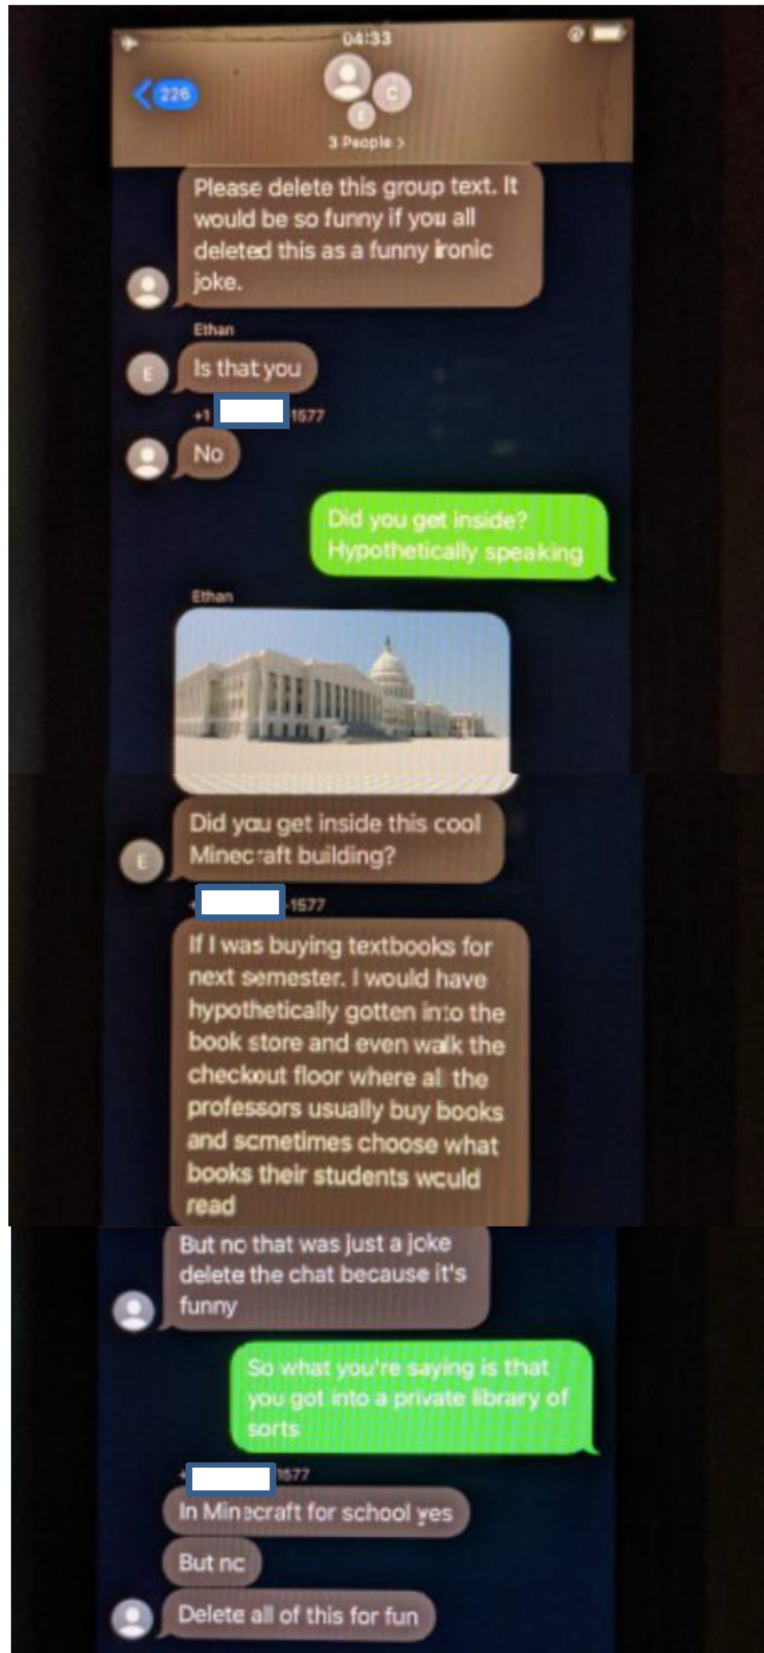 04:33
226
C
E
3 People >
Please delete this group text. It
would be so funny if you all
deleted this as a funny ironic
joke.
Ethan
E
Is that you
+1 1577
No
Did you get inside?
Hypothetically speaking
Ethan
Did you get inside this cool
Minecraft building?
E
-1577
If I was buying textbooks for
next semester. I would have
hypothetically gotten into the
book store and even walk the
checkout floor where all the
professors usually buy books
and sometimes choose what
books their students would
read
But no that was just a joke
delete the chat because it's
funny
So what you're saying is that
you got into a private library of
sorts
1577
In Minecraft for school yes
But no
Delete all of this for fun